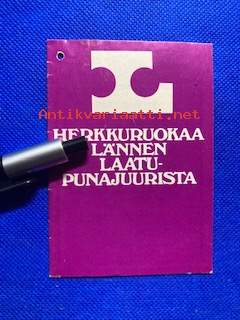 Antikvariaatti.net
HERKKURUOKAA
LÄNNEN
LAATU-
PUNAJUURISTA